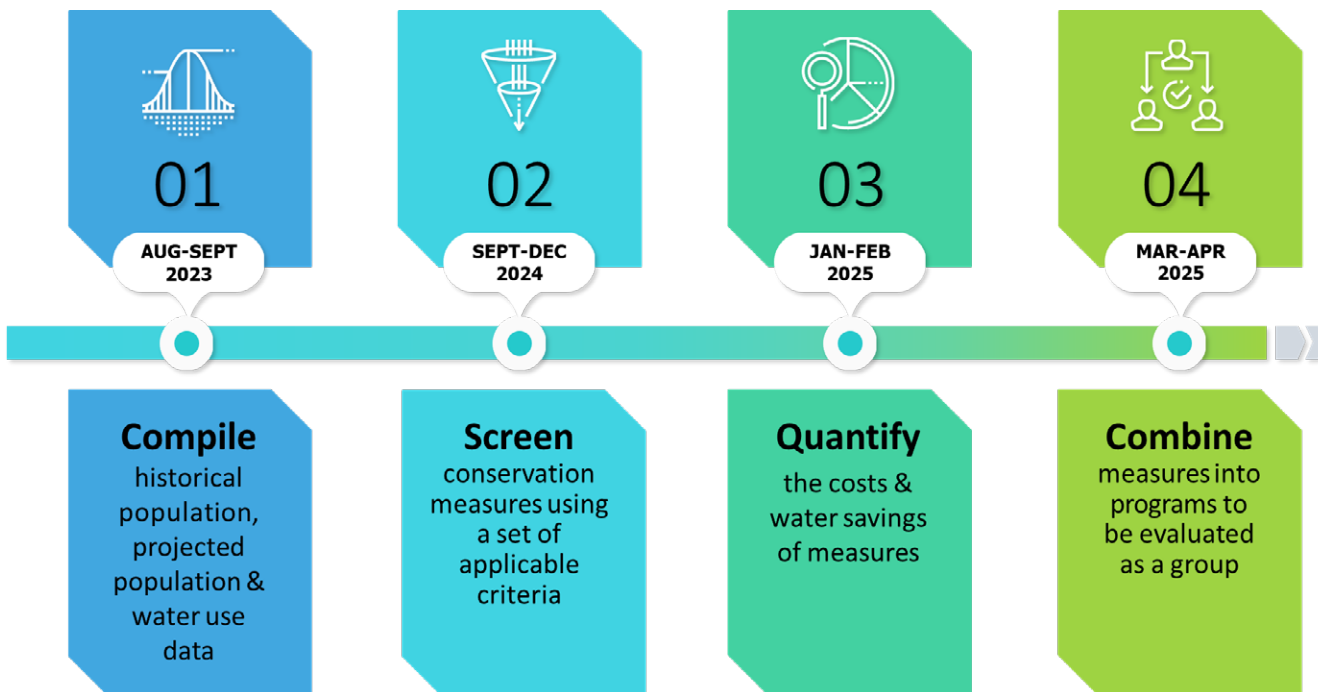 01
AUG-SEPT
2023
Compile
historical
population,
projected
population &
water use
data
02
SEPT-DEC
2024
Screen
conservation
measures using
a set of
applicable
criteria
03
JAN-FEB
2025
Quantify
the costs &
water savings
of measures
04
MAR-APR
2025
Combine
measures into
programs to
be evaluated
as a group